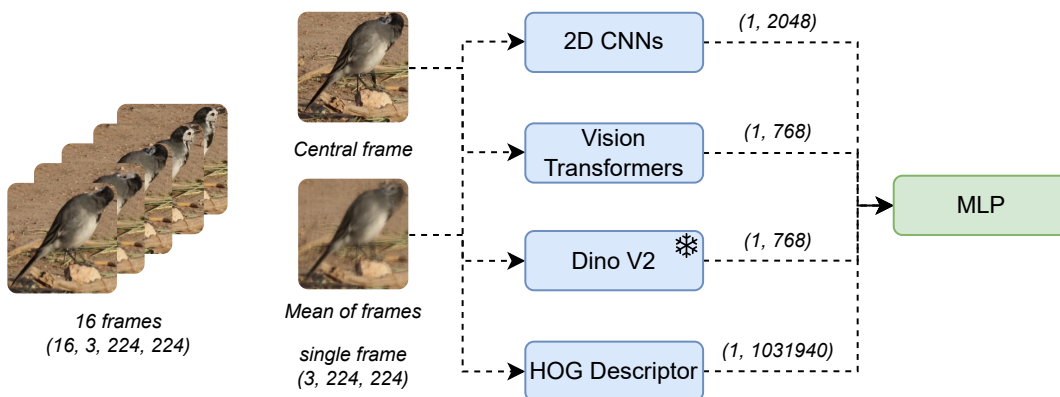 16 frames
(16, 3, 224, 224)
Central frame
Mean of frames
single frame
(3, 224, 224)
2D CNNs
(1, 2048)
Vision
Transformers
(1, 768)
Dino V2
(1, 768)
HOG Descriptor
(1, 1031940)
MLP